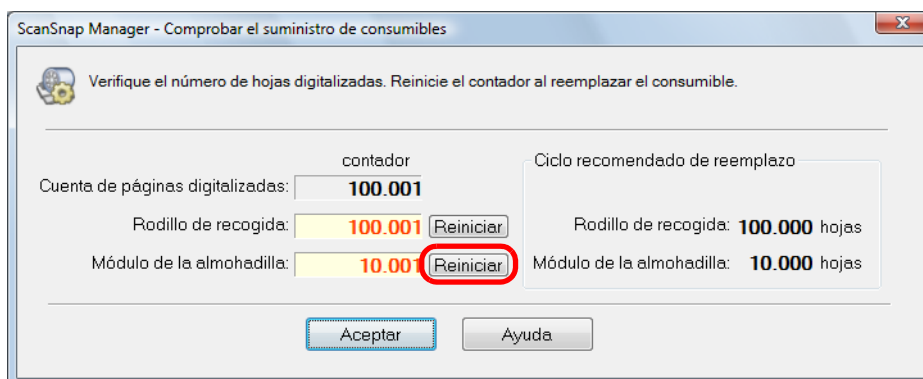 ScanSnap Manager - Comprobar el suministro de consumibles
Verifique el número de hojas digitalizadas. Reinicie el contador al reemplazar el consumible.
contador
Cuenta de páginas digitalizadas: 100.001
Rodillo de recogida: 100.001 Reiniciar
Módulo de la almohadilla: 10.001 Reiniciar
Ciclo recomendado de reemplazo
Rodillo de recogida: 100.000 hojas
Módulo de la almohadilla: 10.000 hojas
Aceptar Ayuda